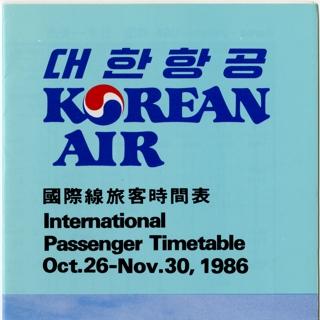 대한항공
KOREAN
AIR
國際線旅客時間表
International
Passenger Timetable
Oct.26-Nov.30, 1986